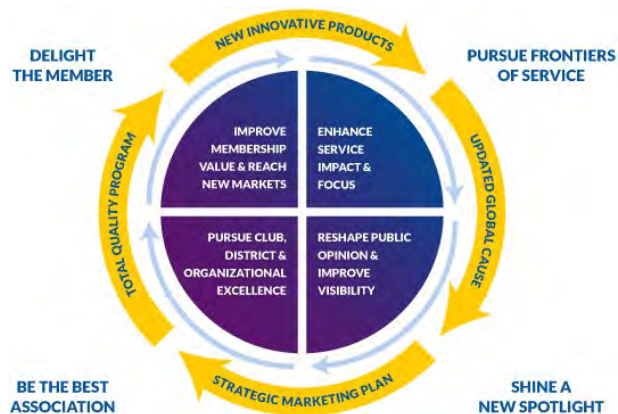 NEW INNOVATIVE PRODUCTS
DELIGHT
THE MEMBER
PURSUE FRONTIERS
OF SERVICE
IMPROVE
MEMBERSHIP
VALUE & REACH
NEW MARKETS
ENHANCE
SERVICE
IMPACT &
FOCUS
TOTAL QUALITY PROGRAM
UPDATED GLOBAL CAUSE
PURSUE CLUB,
DISTRICT &
ORGANIZATIONAL
EXCELLENCE
RESHAPE PUBLIC
OPINION &
IMPROVE
VISIBILITY
STRATEGIC MARKETING PLAN
BE THE BEST
ASSOCIATION
SHINE A
NEW SPOTLIGHT